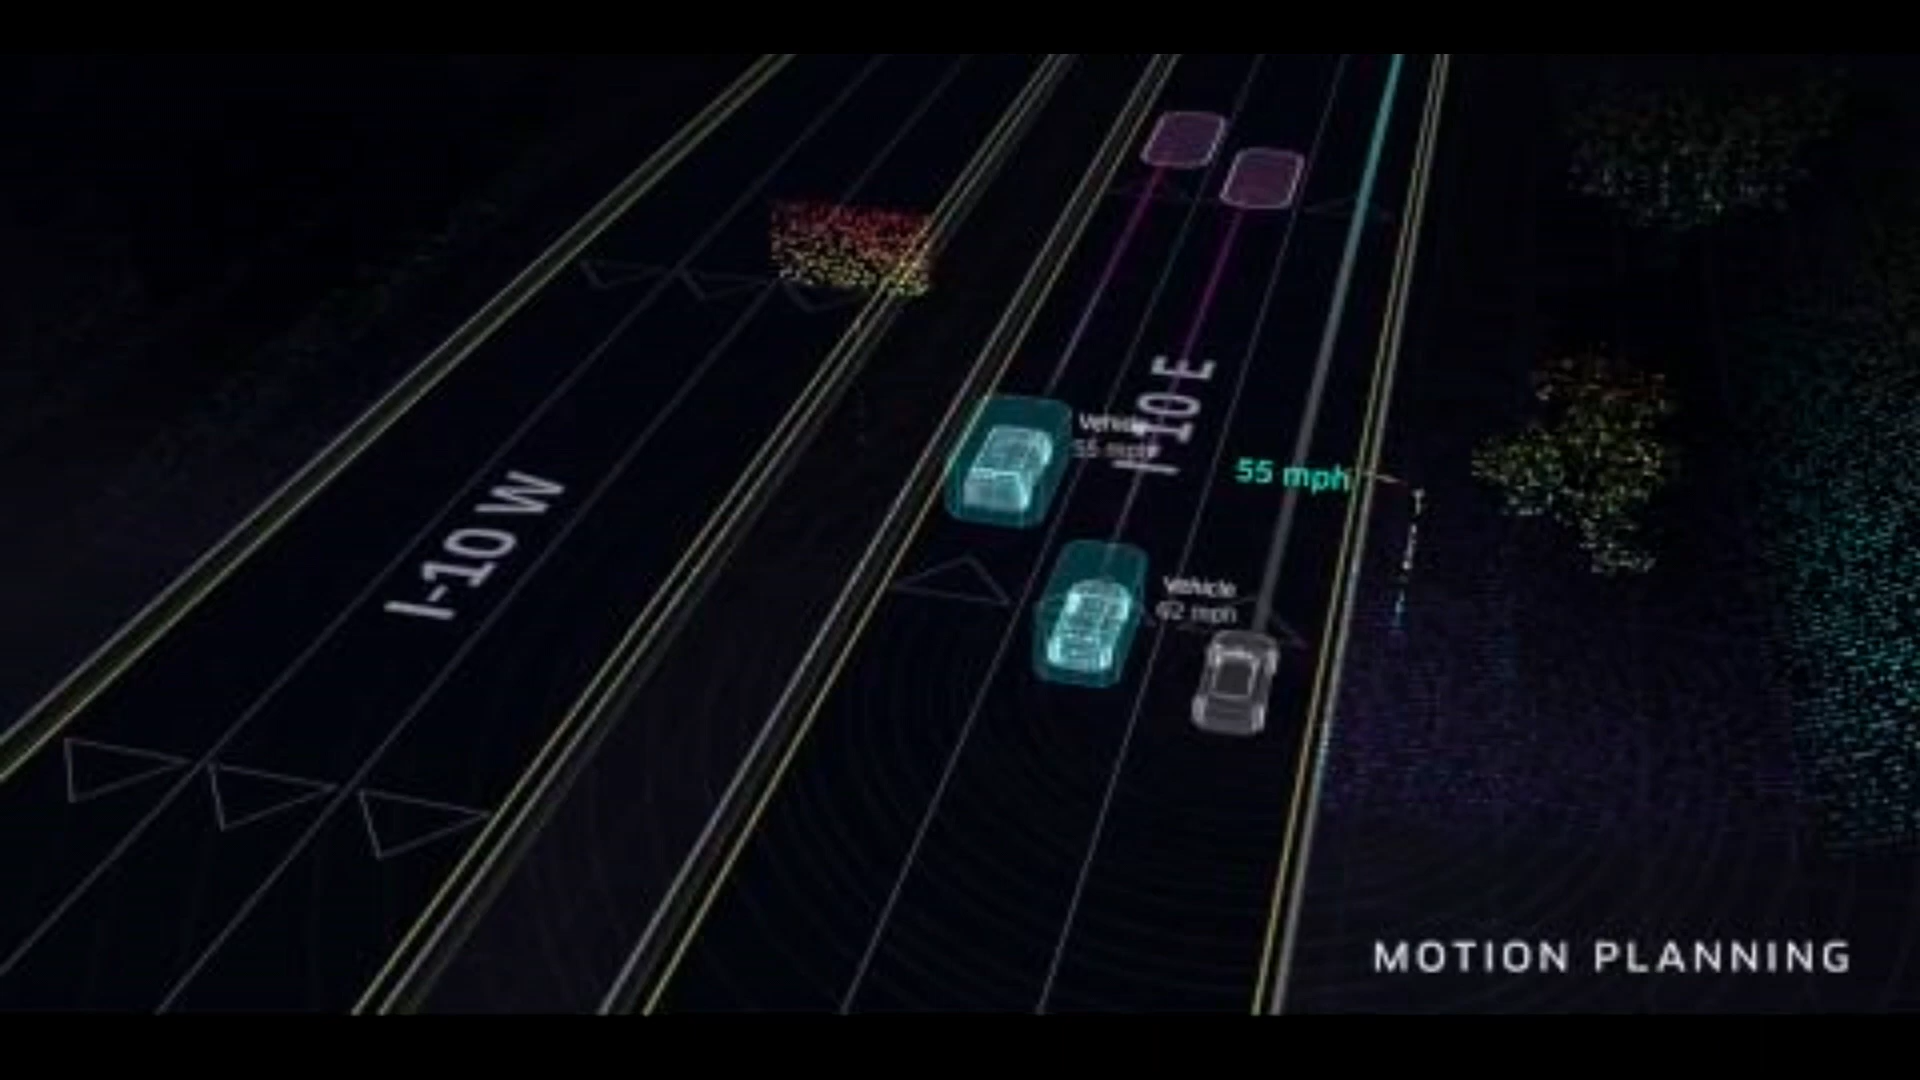 I-10 W
I-10 E
Vehicle
55 mph
55 mph
Vehicle
62 mph
MOTION PLANNING